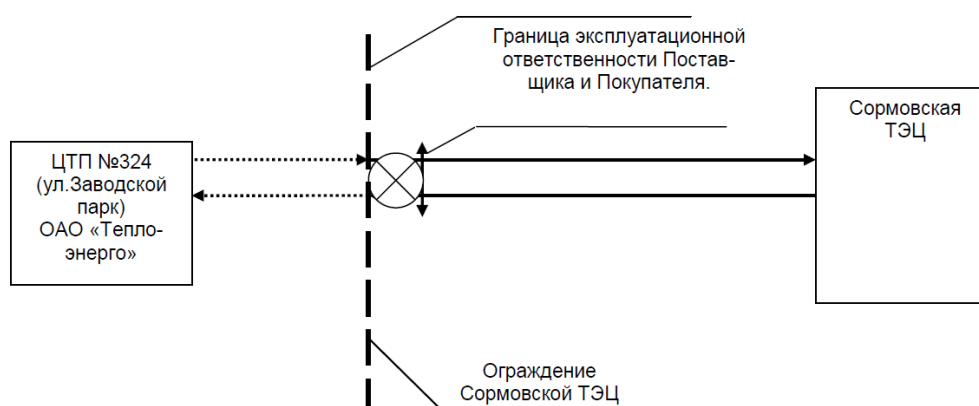 Граница эксплуатационной
ответственности Постав-
щика и Покупателя.
Сормовская
ТЭЦ
ЦТП №324
(ул.Заводской
парк)
ОАО «Тепло-
энерго»
Ограждение
Сормовской ТЭЦ